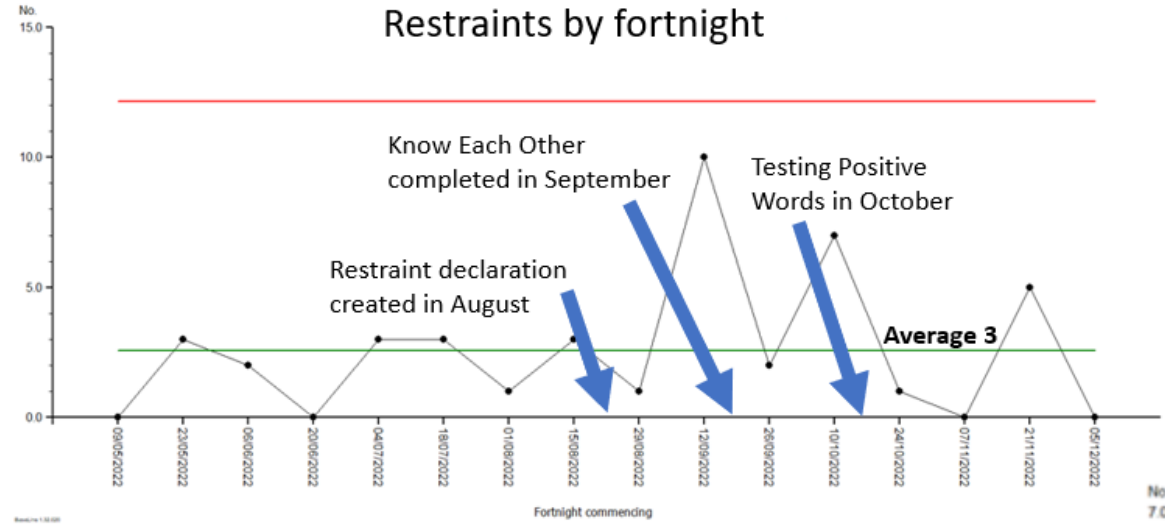 No.
Restraints by fortnight
15.0
Know Each Other
completed in September
10.0
Testing Positive
Words in October
Restraint declaration
created in August
5.0
Average 3
0.0
09/05/2022
23/05/2022
06/06/2022
20/06/2022
04/07/2022
18/07/2022
01/08/2022
15/08/2022
29/08/2022
12/09/2022
26/09/2022
10/10/2022
24/10/2022
07/11/2022
21/11/2022
05/12/2022
Fortnight commencing
No
7.0